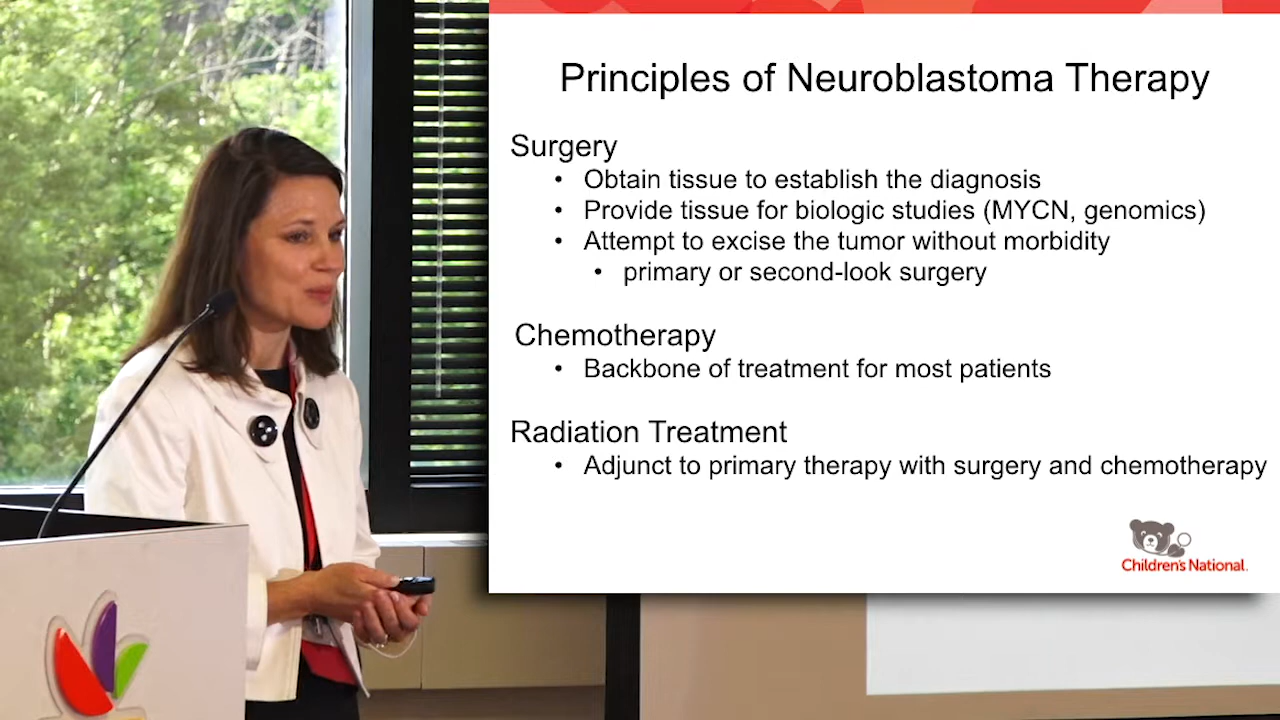 Principles of Neuroblastoma Therapy
Surgery
• Obtain tissue to establish the diagnosis
• Provide tissue for biologic studies (MYCN, genomics)
• Attempt to excise the tumor without morbidity
• primary or second-look surgery
Chemotherapy
• Backbone of treatment for most patients
Radiation Treatment
• Adjunct to primary therapy with surgery and chemotherapy
Children's National.